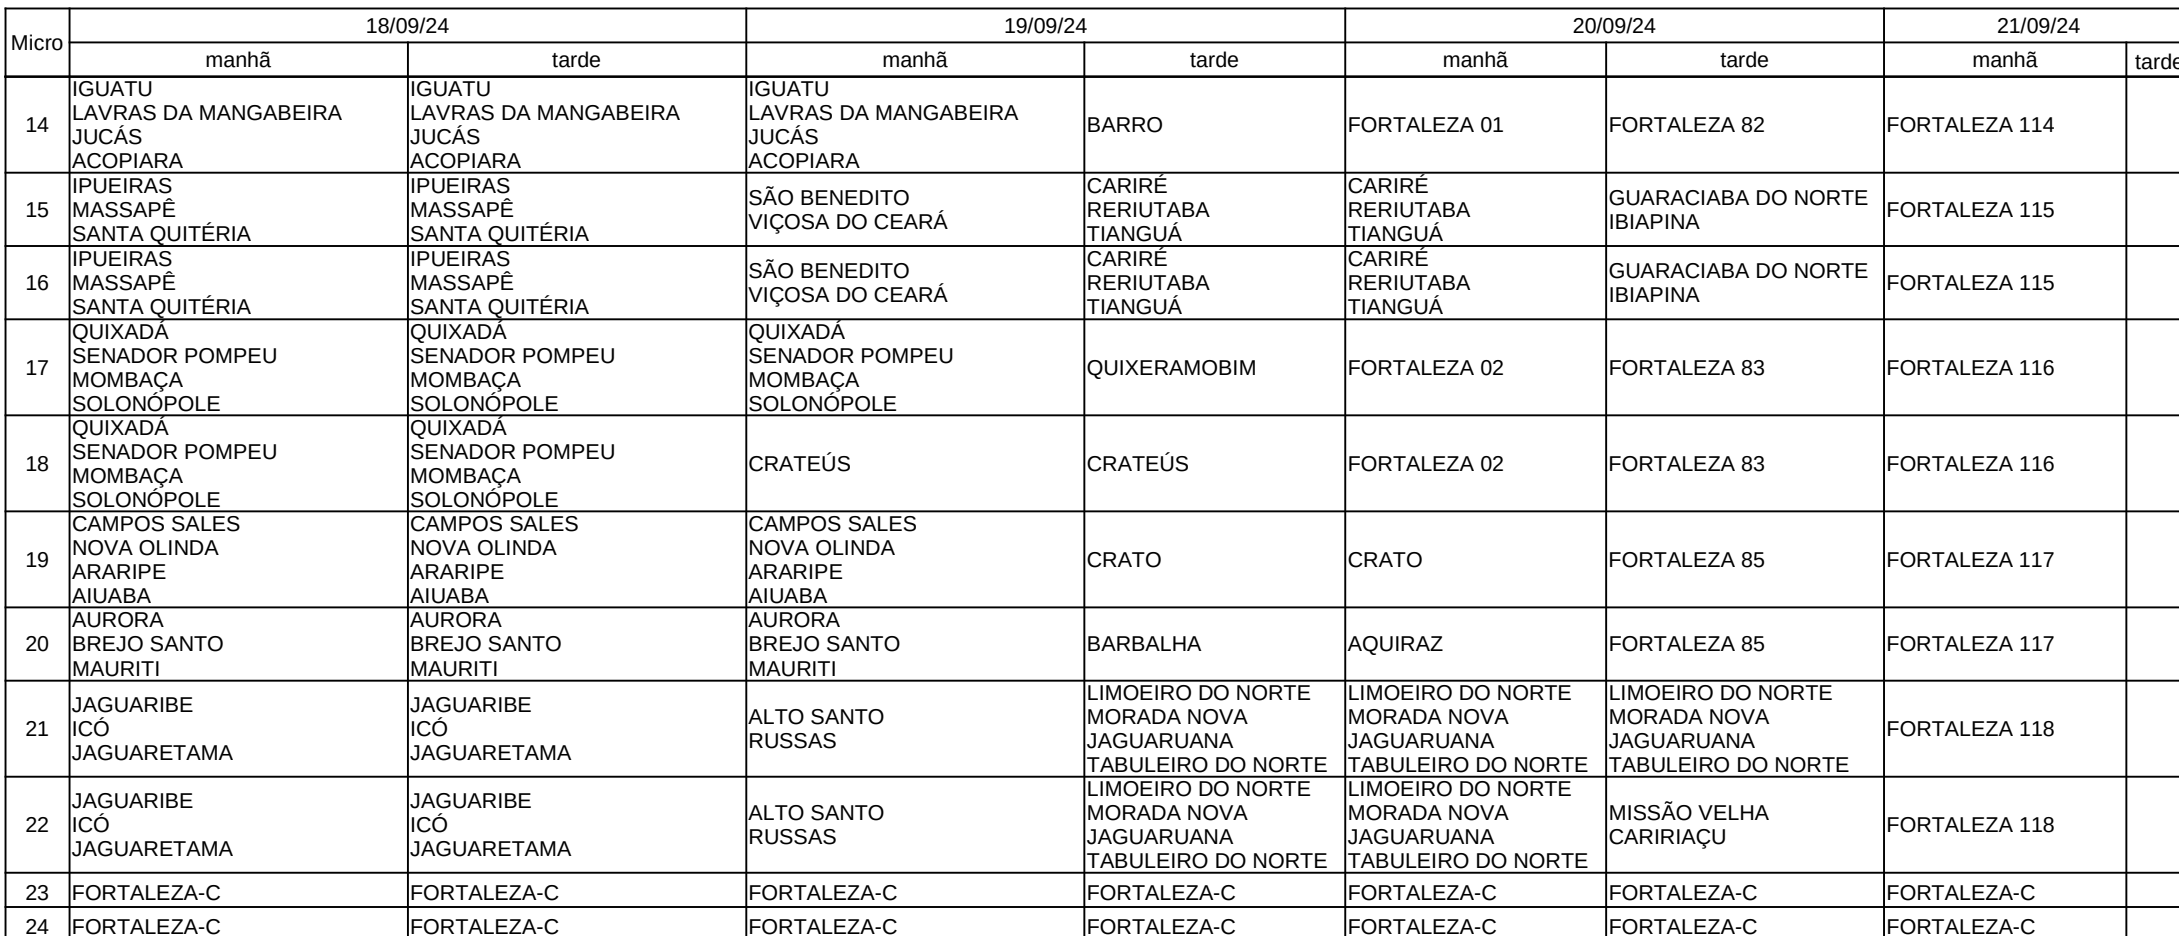 Micro 18/09/24 19/09/24 20/09/24 21/09/24
manhã tarde manhã tarde manhã tarde manhã tarde
14
IGUATU
LAVRAS DA MANGABEIRA
JUCÁS
ACOPIARA
IGUATU
LAVRAS DA MANGABEIRA
JUCÁS
ACOPIARA
IGUATU
LAVRAS DA MANGABEIRA
JUCÁS
ACOPIARA
BARRO
FORTALEZA 01
FORTALEZA 82
FORTALEZA 114
15
IPUEIRAS
MASSAPÊ
SANTA QUITÉRIA
IPUEIRAS
MASSAPÊ
SANTA QUITÉRIA
SÃO BENEDITO
VIÇOSA DO CEARÁ
CARIRÉ
RERIUTABA
TIANGUÁ
CARIRÉ
RERIUTABA
TIANGUÁ
GUARACIABA DO NORTE
IBIAPINA
FORTALEZA 115
16
IPUEIRAS
MASSAPÊ
SANTA QUITÉRIA
IPUEIRAS
MASSAPÊ
SANTA QUITÉRIA
SÃO BENEDITO
VIÇOSA DO CEARÁ
CARIRÉ
RERIUTABA
TIANGUÁ
CARIRÉ
RERIUTABA
TIANGUÁ
GUARACIABA DO NORTE
IBIAPINA
FORTALEZA 115
17
QUIXADÁ
SENADOR POMPEU
MOMBAÇA
SOLONÓPOLE
QUIXADÁ
SENADOR POMPEU
MOMBAÇA
SOLONÓPOLE
QUIXADÁ
SENADOR POMPEU
MOMBAÇA
SOLONÓPOLE
QUIXERAMOBIM
FORTALEZA 02
FORTALEZA 83
FORTALEZA 116
18
QUIXADÁ
SENADOR POMPEU
MOMBAÇA
SOLONÓPOLE
QUIXADÁ
SENADOR POMPEU
MOMBAÇA
SOLONÓPOLE
CRATEÚS
CRATEÚS
FORTALEZA 02
FORTALEZA 83
FORTALEZA 116
19
CAMPOS SALES
NOVA OLINDA
ARARIPE
AIUABA
CAMPOS SALES
NOVA OLINDA
ARARIPE
AIUABA
CAMPOS SALES
NOVA OLINDA
ARARIPE
AIUABA
CRATO
CRATO
FORTALEZA 85
FORTALEZA 117
20
AURORA
BREJO SANTO
MAURITI
AURORA
BREJO SANTO
MAURITI
AURORA
BREJO SANTO
MAURITI
BARBALHA
AQUIRAZ
FORTALEZA 85
FORTALEZA 117
21
JAGUARIBE
ICÓ
JAGUARETAMA
JAGUARIBE
ICÓ
JAGUARETAMA
ALTO SANTO
RUSSAS
LIMOEIRO DO NORTE
MORADA NOVA
JAGUARUANA
TABULEIRO DO NORTE
LIMOEIRO DO NORTE
MORADA NOVA
JAGUARUANA
TABULEIRO DO NORTE
LIMOEIRO DO NORTE
MORADA NOVA
JAGUARUANA
TABULEIRO DO NORTE
FORTALEZA 118
22
JAGUARIBE
ICÓ
JAGUARETAMA
JAGUARIBE
ICÓ
JAGUARETAMA
ALTO SANTO
RUSSAS
LIMOEIRO DO NORTE
MORADA NOVA
JAGUARUANA
TABULEIRO DO NORTE
LIMOEIRO DO NORTE
MORADA NOVA
JAGUARUANA
TABULEIRO DO NORTE
MISSÃO VELHA
CARIRIAÇU
FORTALEZA 118
23 FORTALEZA-C FORTALEZA-C FORTALEZA-C FORTALEZA-C FORTALEZA-C FORTALEZA-C FORTALEZA-C
24 FORTALEZA-C FORTALEZA-C FORTALEZA-C FORTALEZA-C FORTALEZA-C FORTALEZA-C FORTALEZA-C